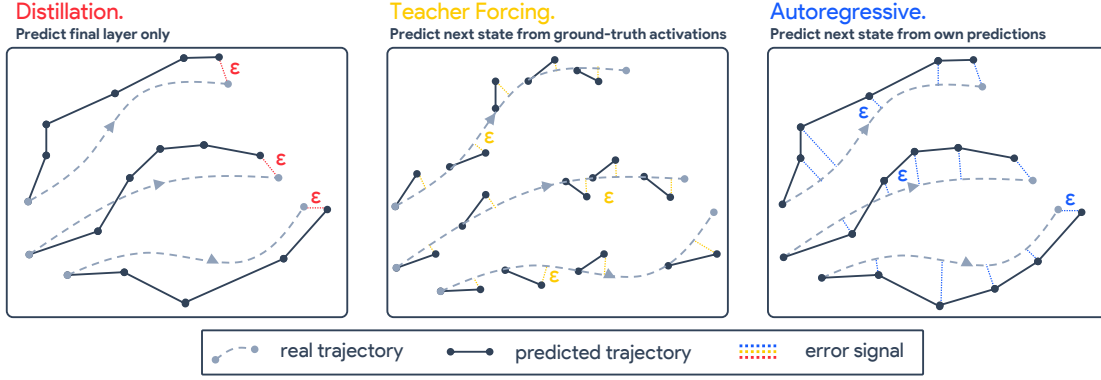 Distillation.
Predict final layer only
ε
ε
ε
Teacher Forcing.
Predict next state from ground-truth activations
ε
ε
ε
Autoregressive.
Predict next state from own predictions
ε
ε
ε
real trajectory
predicted trajectory
error signal